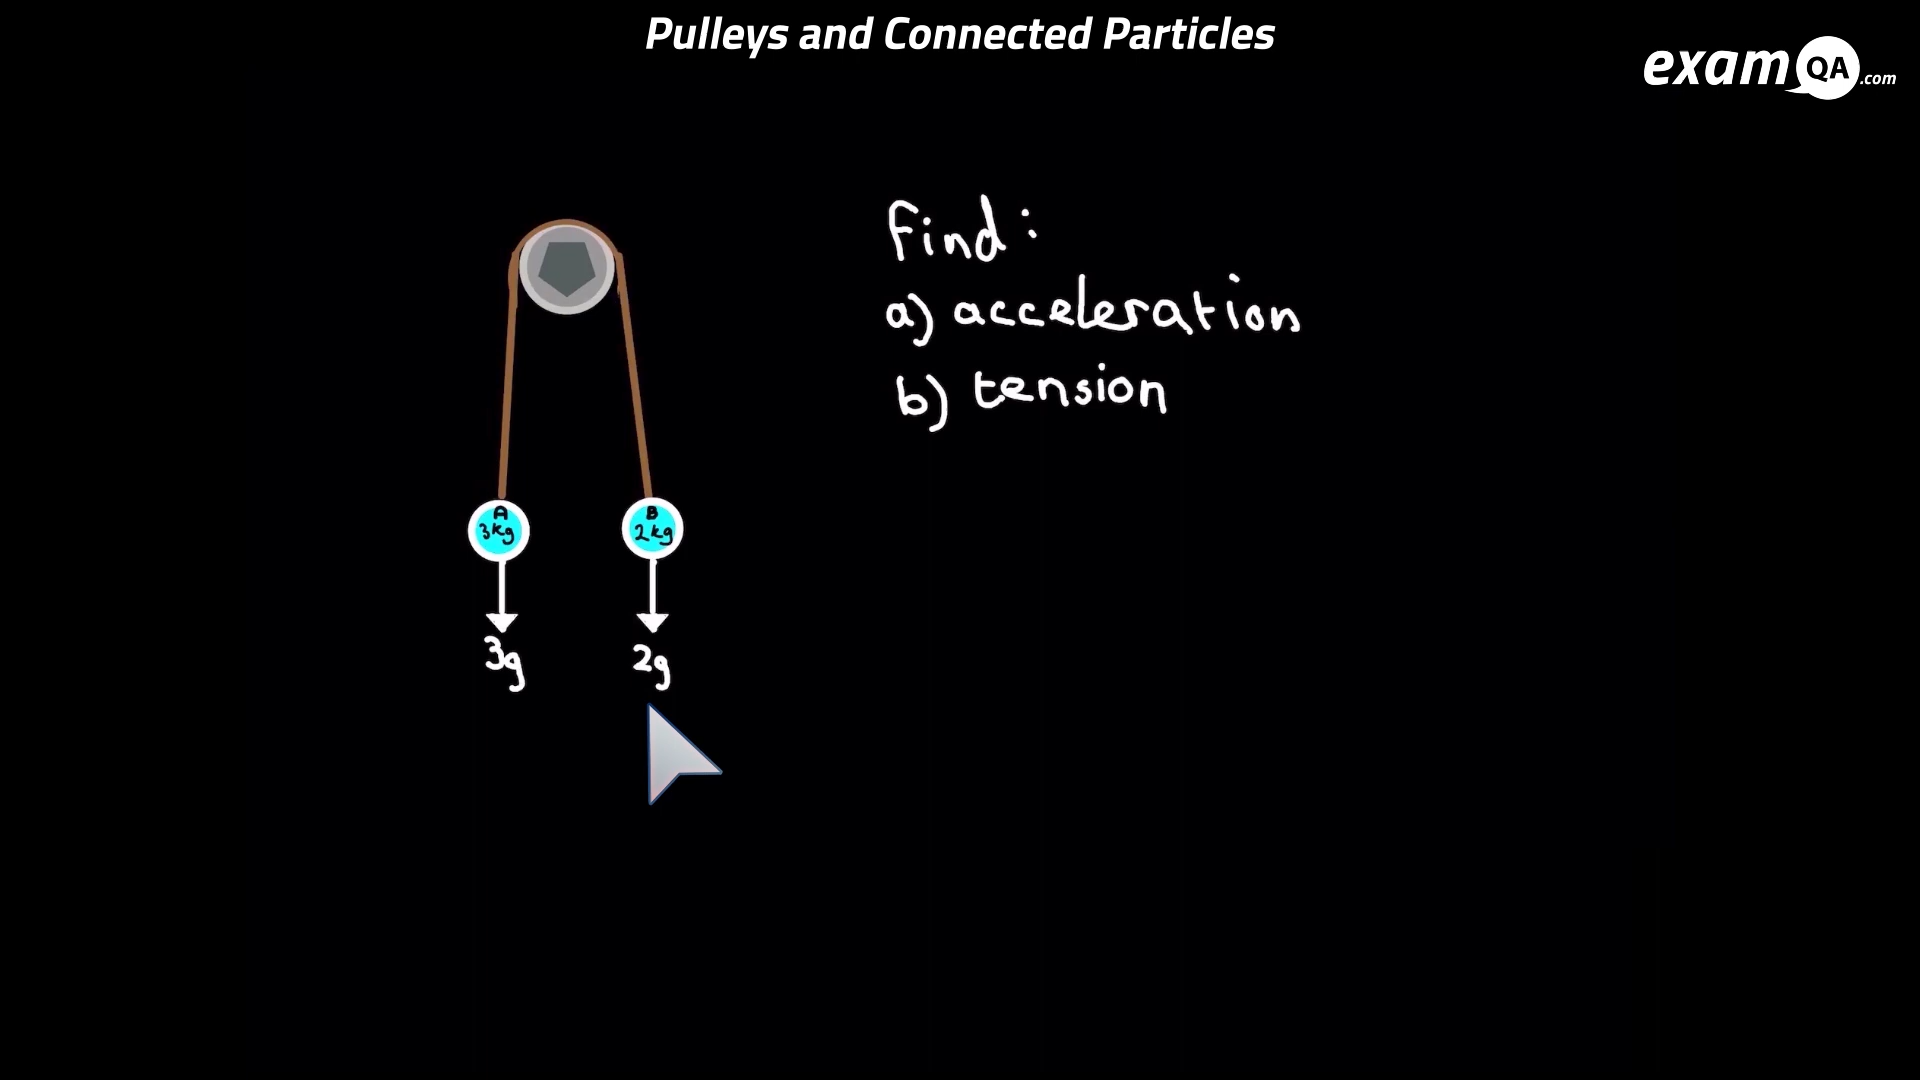 Pulleys and Connected Particles
examQA.com
find:
a) acceleration
b) tension
A
3kg
B
2kg
3g
2g